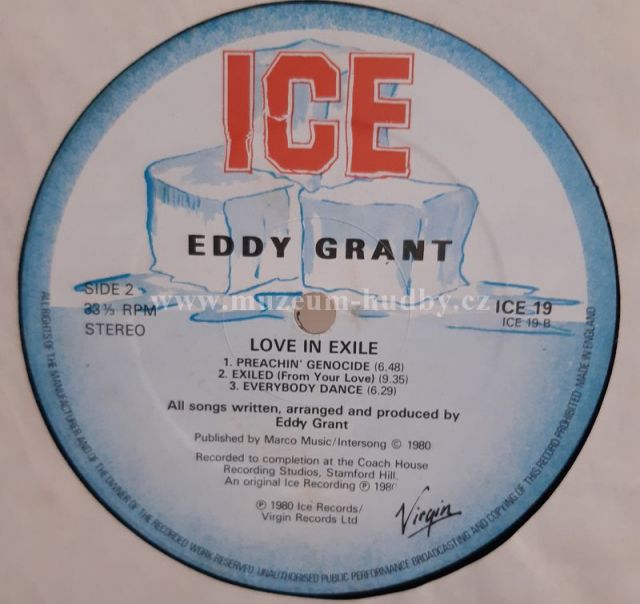 ICE
EDDY GRANT
SIDE 2
33⅓ RPM
STEREO
www.muzeum-hudby.cz
ICE 19
ICE 19-B
LOVE IN EXILE
1. PREACHIN' GENOCIDE (6.48)
2. EXILED (From Your Love) (9.35)
3. EVERYBODY DANCE (6.29)
All songs written, arranged and produced by
Eddy Grant
Published by Marco Music/Intersong © 1980
Recorded to completion at the Coach House
Recording Studios, Stamford Hill.
An original Ice Recording ℗ 1980
℗ 1980 Ice Records/
Virgin Records Ltd
Virgin
ALL RIGHTS OF THE MANUFACTURER AND OF THE OWNER OF THE RECORDED WORK RESERVED. UNAUTHORISED PUBLIC PERFORMANCE BROADCASTING AND COPYING OF THIS RECORD PROHIBITED. MADE IN ENGLAND